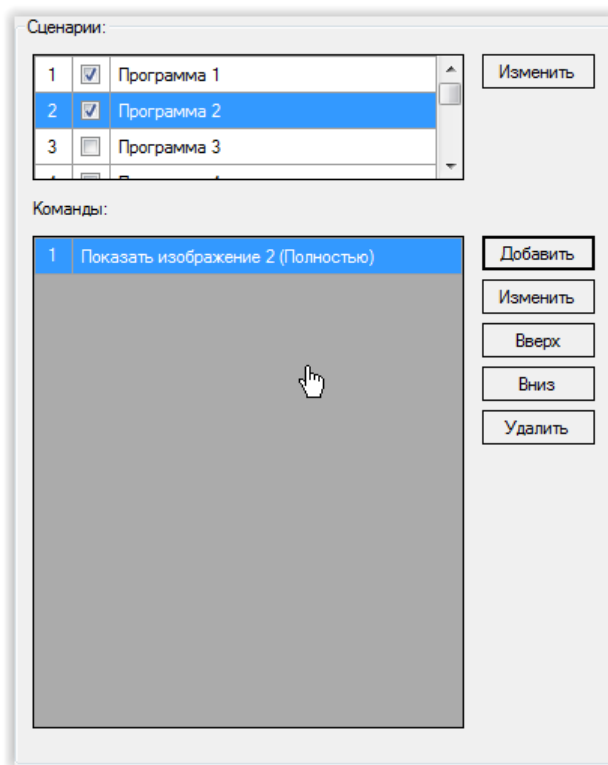 Сценарии:
1 Программа 1
Изменить
2 Программа 2
3 Программа 3
Команды:
1 Показать изображение 2 (Полностью)
Добавить
Изменить
Вверх
Вниз
Удалить